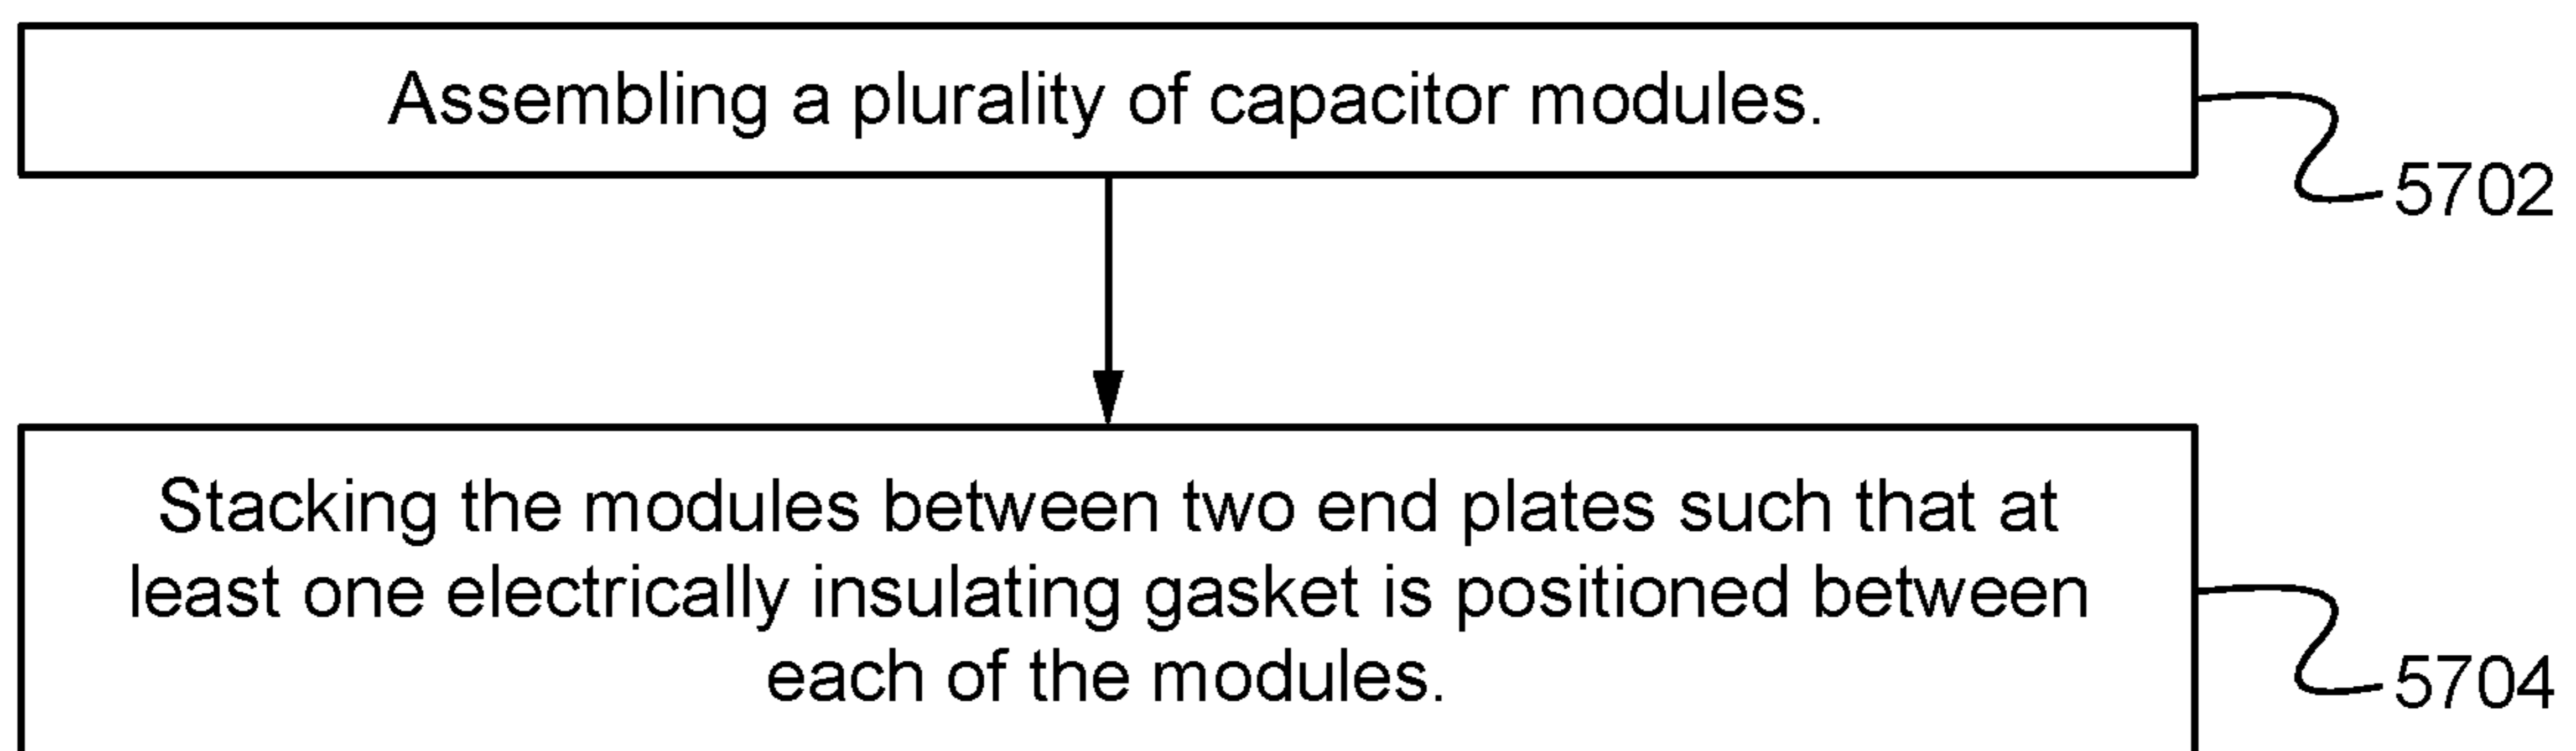 Assembling a plurality of capacitor modules.
5702
Stacking the modules between two end plates such that at
least one electrically insulating gasket is positioned between
each of the modules.
5704